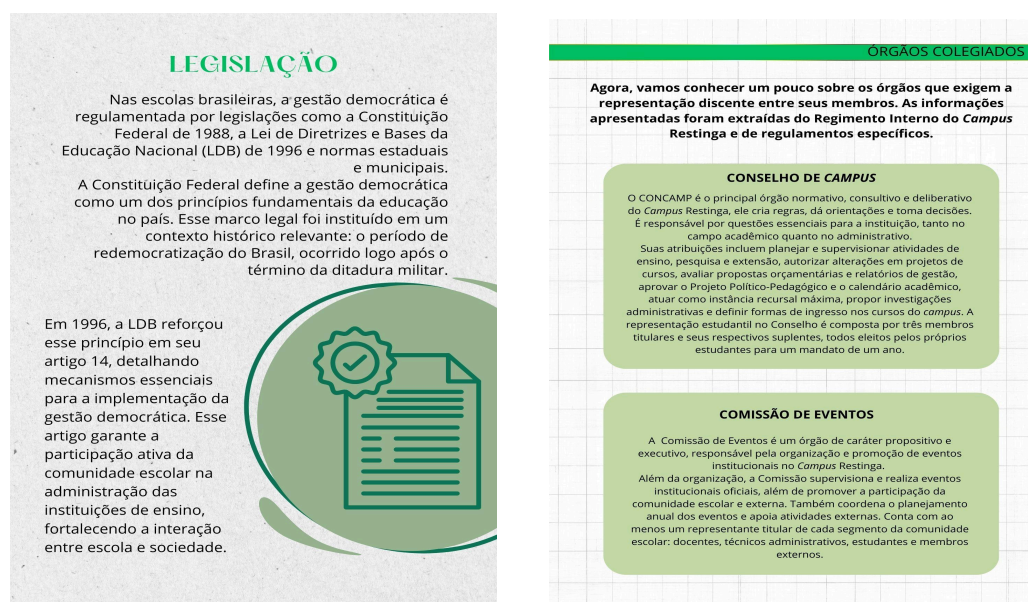 LEGISLAÇÃO
Nas escolas brasileiras, a gestão democrática é
regulamentada por legislações como a Constituição
Federal de 1988, a Lei de Diretrizes e Bases da
Educação Nacional (LDB) de 1996 e normas estaduais
e municipais.
A Constituição Federal define a gestão democrática
como um dos princípios fundamentais da educação
no país. Esse marco legal foi instituído em um
contexto histórico relevante: o período de
redemocratização do Brasil, ocorrido logo após o
término da ditadura militar.
Em 1996, a LDB reforçou
esse princípio em seu
artigo 14, detalhando
mecanismos essenciais
para a implementação da
gestão democrática. Esse
artigo garante a
participação ativa da
comunidade escolar na
administração das
instituições de ensino,
fortalecendo a interação
entre escola e sociedade.
ÓRGÃOS COLEGIADOS
Agora, vamos conhecer um pouco sobre os órgãos que exigem a
representação discente entre seus membros. As informações
apresentadas foram extraídas do Regimento Interno do Campus
Restinga e de regulamentos específicos.
CONSELHO DE CAMPUS
O CONCAMP é o principal órgão normativo, consultivo e deliberativo
do Campus Restinga, ele cria regras, dá orientações e toma decisões.
É responsável por questões essenciais para a instituição, tanto no
campo acadêmico quanto no administrativo.
Suas atribuições incluem planejar e supervisionar atividades de
ensino, pesquisa e extensão, autorizar alterações em projetos de
cursos, avaliar propostas orçamentárias e relatórios de gestão,
aprovar o Projeto Político-Pedagógico e o calendário acadêmico,
atuar como instância recursal máxima, propor investigações
administrativas e definir formas de ingresso nos cursos do campus. A
representação estudantil no Conselho é composta por três membros
titulares e seus respectivos suplentes, todos eleitos pelos próprios
estudantes para um mandato de um ano.
COMISSÃO DE EVENTOS
A Comissão de Eventos é um órgão de caráter propositivo e
executivo, responsável pela organização e promoção de eventos
institucionais no Campus Restinga.
Além da organização, a Comissão supervisiona e realiza eventos
institucionais oficiais, além de promover a participação da
comunidade escolar e externa. Também coordena o planejamento
anual dos eventos e apoia atividades externas. Conta com ao
menos um representante titular de cada segmento da comunidade
escolar: docentes, técnicos administrativos, estudantes e membros
externos.